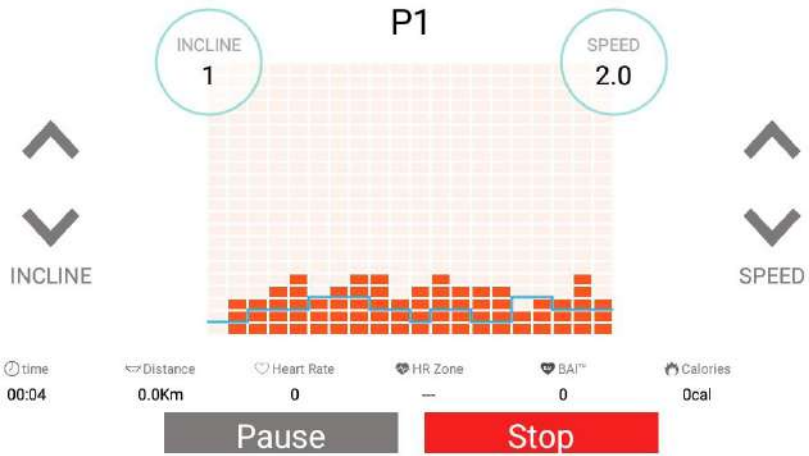 P1
INCLINE
1
SPEED
2.0
INCLINE
SPEED
time
Distance
Heart Rate
HR Zone
BAI™
Calories
00:04
0.0Km
0
---
0
0cal
Pause
Stop